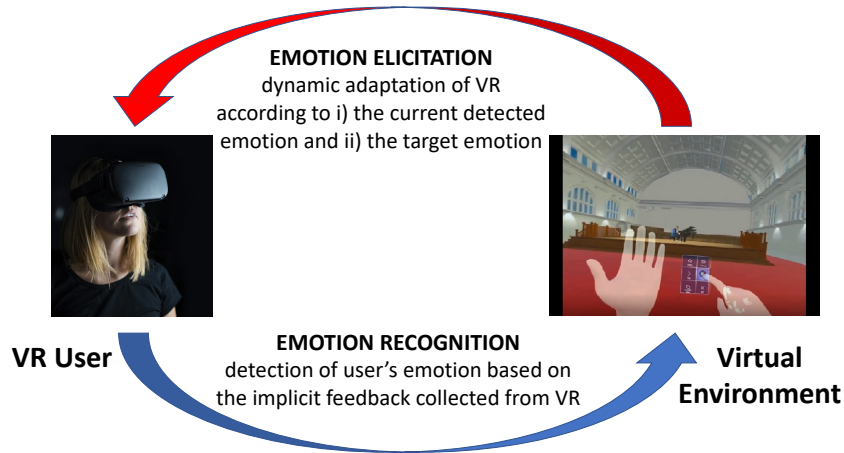 EMOTION ELICITATION
dynamic adaptation of VR
according to i) the current detected
emotion and ii) the target emotion
EMOTION RECOGNITION
detection of user's emotion based on
the implicit feedback collected from VR
VR User
Virtual
Environment